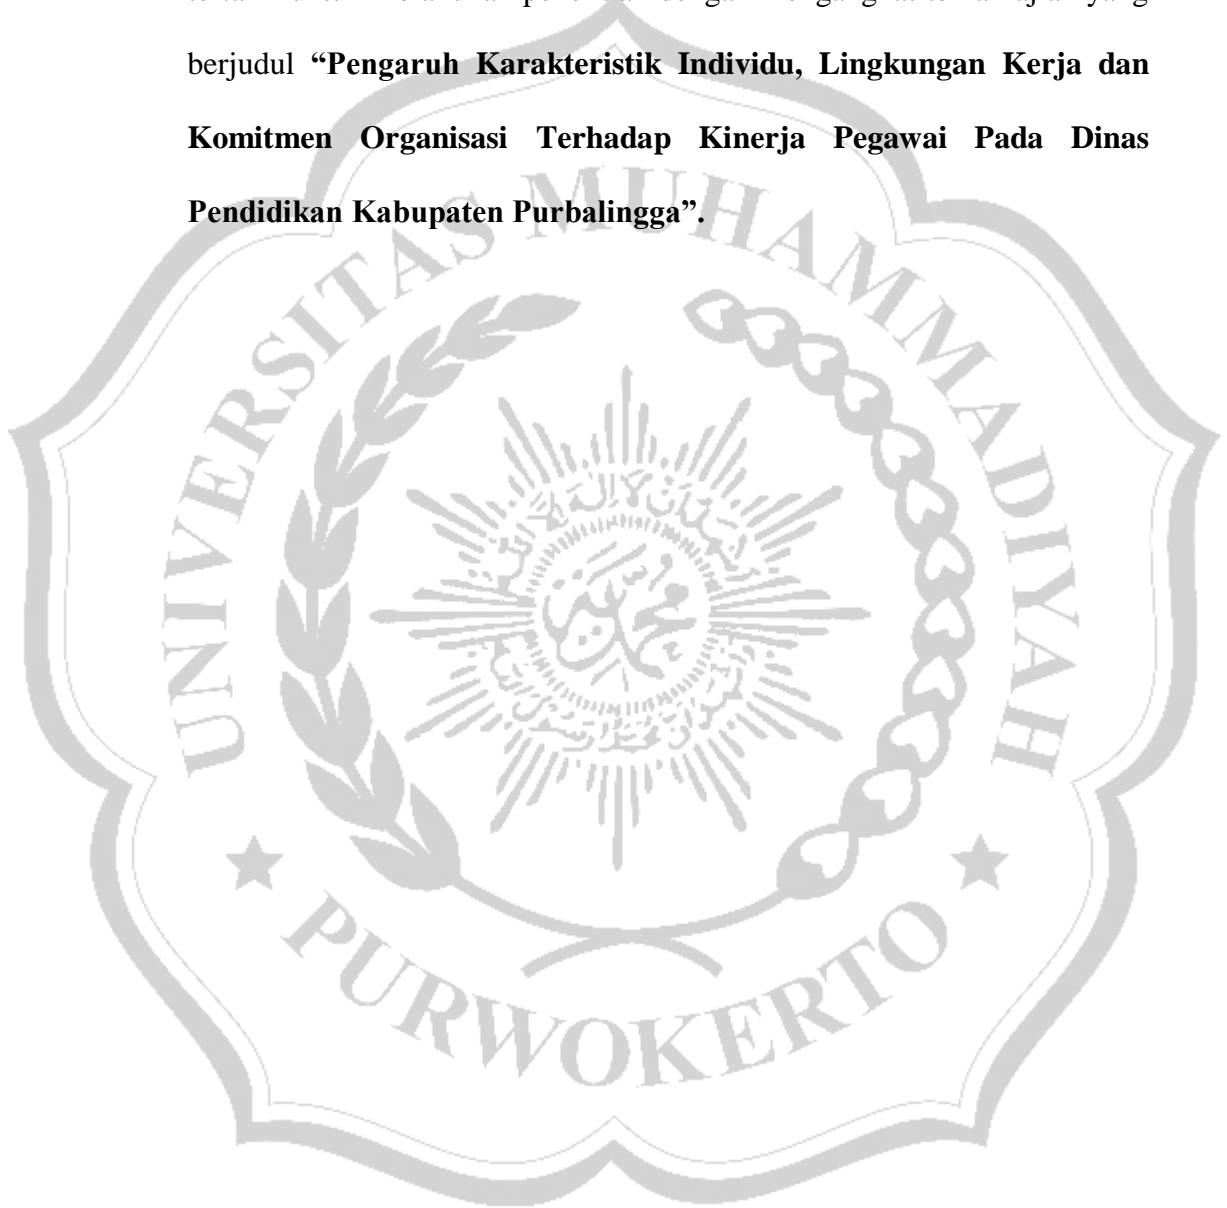 berjudul “Pengaruh Karakteristik Individu, Lingkungan Kerja dan
Komitmen Organisasi Terhadap Kinerja Pegawai Pada Dinas
Pendidikan Kabupaten Purbalingga”.
UNIVERSITAS MUHAMMADIYAH
PURWOKERTO